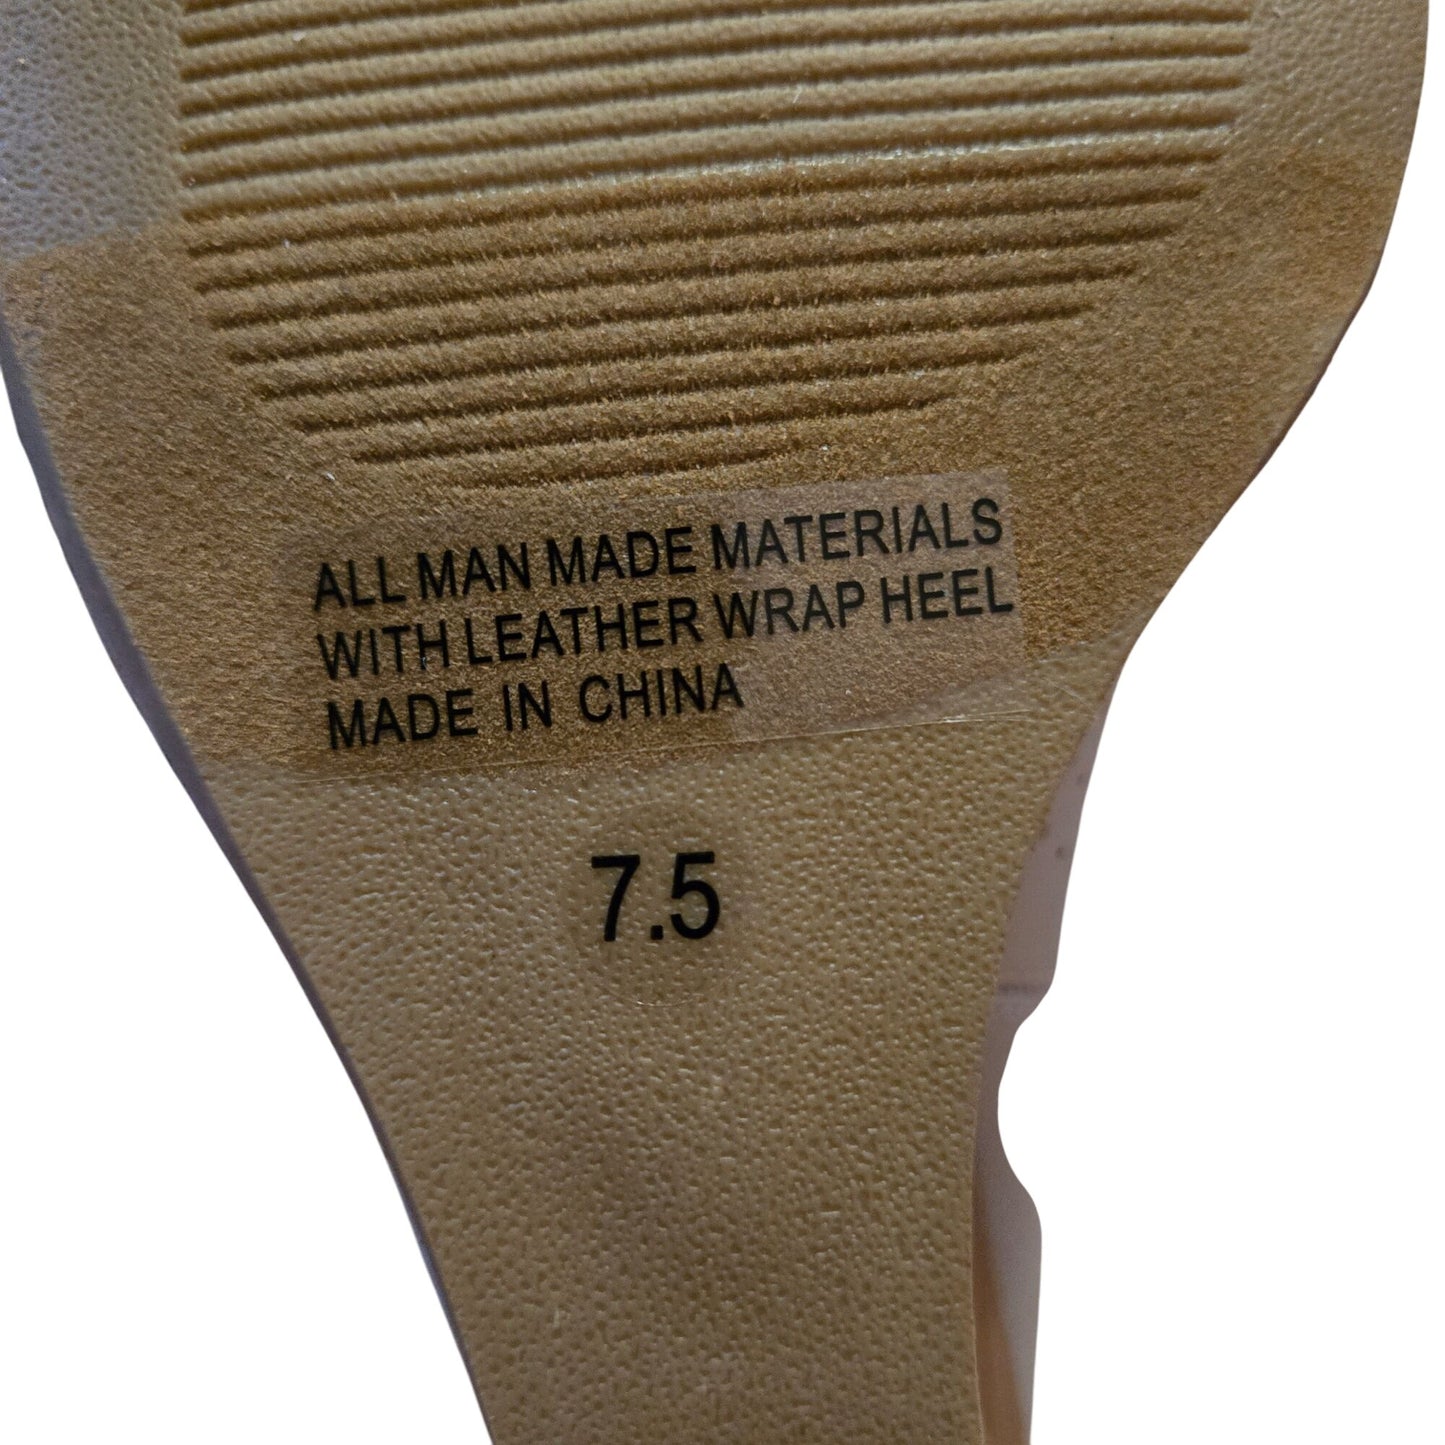 ALL MAN MADE MATERIALS
WITH LEATHER WRAP HEEL
MADE IN CHINA
7.5